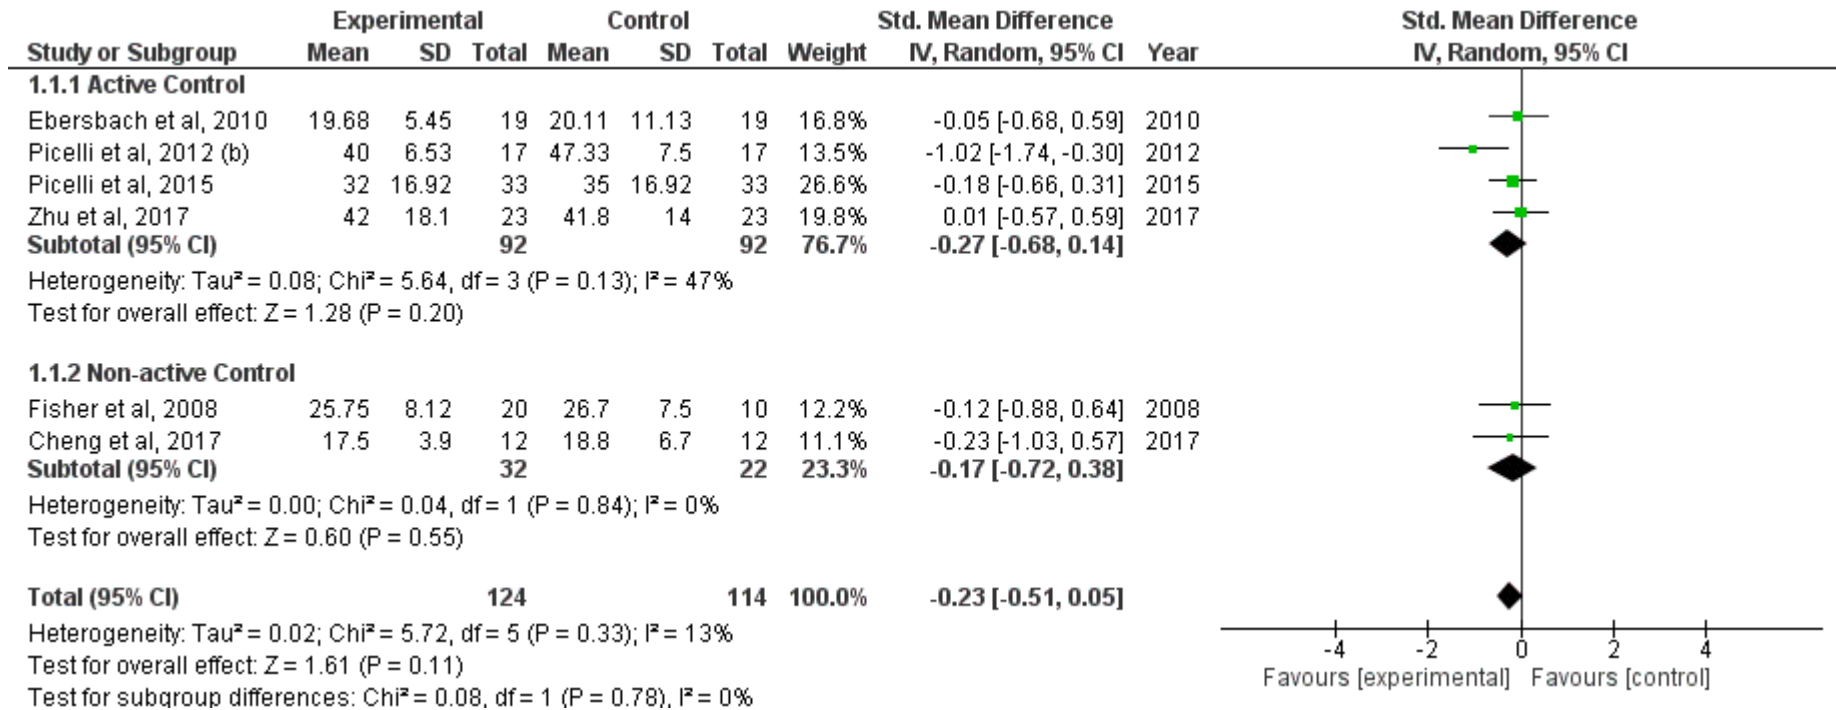 Experimental Control Std. Mean Difference Std. Mean Difference
Study or Subgroup Mean SD Total Mean SD Total Weight IV, Random, 95% CI Year IV, Random, 95% CI
1.1.1 Active Control
Ebersbach et al, 2010 19.68 5.45 19 20.11 11.13 19 16.8% -0.05 [-0.68, 0.59] 2010
Picelli et al, 2012 (b) 40 6.53 17 47.33 7.5 17 13.5% -1.02 [-1.74, -0.30] 2012
Picelli et al, 2015 32 16.92 33 35 16.92 33 26.6% -0.18 [-0.66, 0.31] 2015
Zhu et al, 2017 42 18.1 23 41.8 14 23 19.8% 0.01 [-0.57, 0.59] 2017
Subtotal (95% CI) 92 92 76.7% -0.27 [-0.68, 0.14]
Heterogeneity: Tau² = 0.08; Chi² = 5.64, df = 3 (P = 0.13); I² = 47%
Test for overall effect: Z = 1.28 (P = 0.20)
1.1.2 Non-active Control
Fisher et al, 2008 25.75 8.12 20 26.7 7.5 10 12.2% -0.12 [-0.88, 0.64] 2008
Cheng et al, 2017 17.5 3.9 12 18.8 6.7 12 11.1% -0.23 [-1.03, 0.57] 2017
Subtotal (95% CI) 32 22 23.3% -0.17 [-0.72, 0.38]
Heterogeneity: Tau² = 0.00; Chi² = 0.04, df = 1 (P = 0.84); I² = 0%
Test for overall effect: Z = 0.60 (P = 0.55)
Total (95% CI) 124 114 100.0% -0.23 [-0.51, 0.05]
Heterogeneity: Tau² = 0.02; Chi² = 5.72, df = 5 (P = 0.33); I² = 13%
Test for overall effect: Z = 1.61 (P = 0.11)
Test for subgroup differences: Chi² = 0.08, df = 1 (P = 0.78), I² = 0%
-4 -2 0 2 4
Favours [experimental] Favours [control]